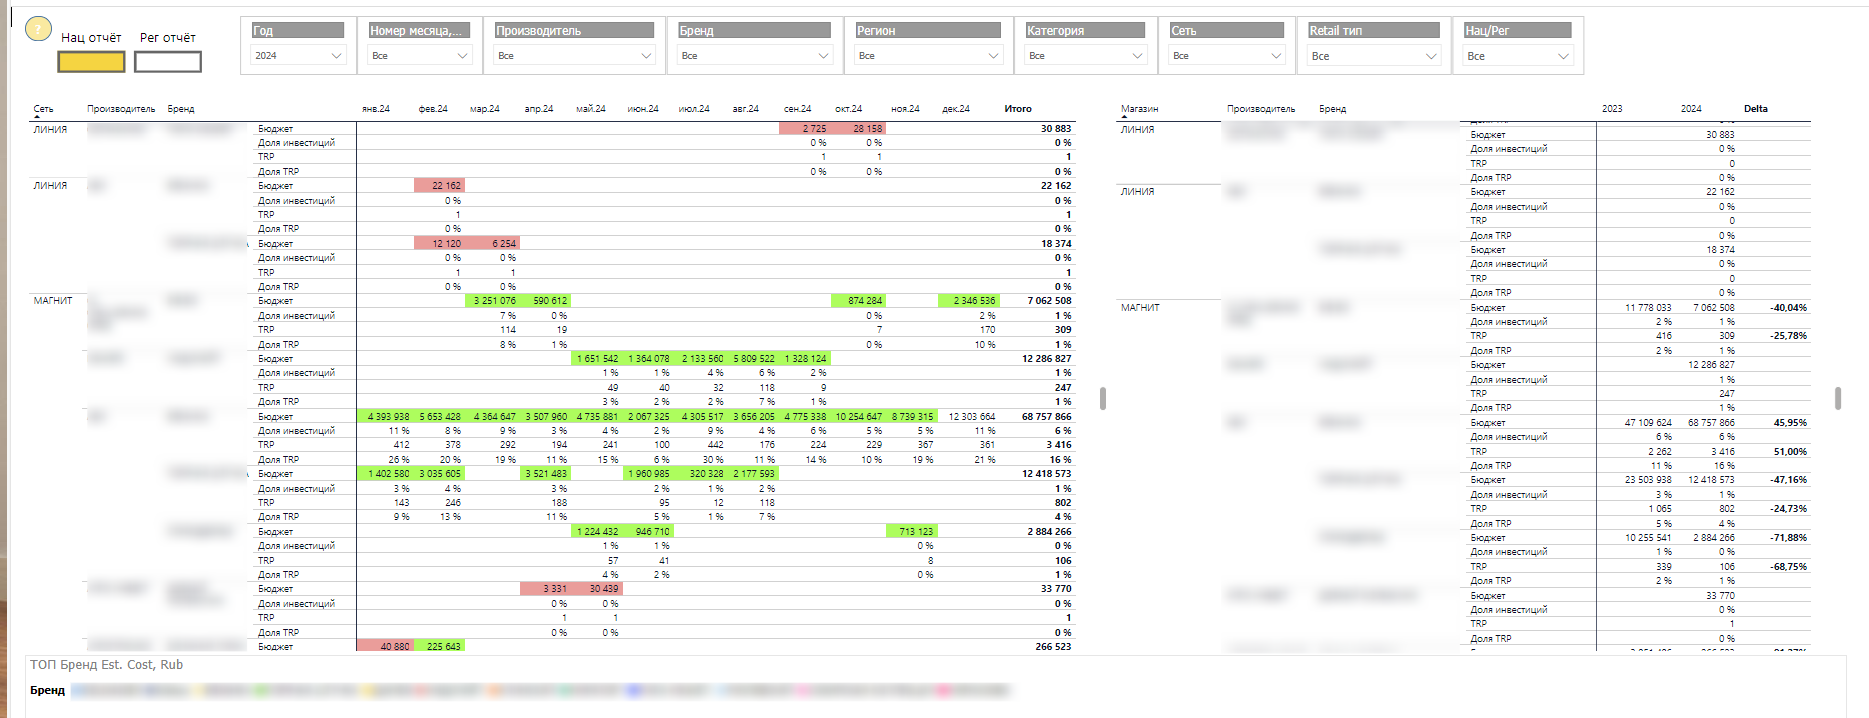 ?
Нац отчёт Рег отчёт
Год Номер месяца,... Производитель Бренд Регион Категория Сеть Retail тип Нац/Рег
2024 Все Все Все Все Все Все Все Все
Сеть Производитель Бренд янв.24 фев.24 мар.24 апр.24 май.24 июн.24 июл.24 авг.24 сен.24 окт.24 ноя.24 дек.24 Итого
ЛИНИЯ Бюджет 2 725 28 158 30 883
Доля инвестиций 0 % 0 % 0 %
TRP 1 1 1
Доля TRP 0 % 0 % 0 %
ЛИНИЯ Бюджет 22 162 22 162
Доля инвестиций 0 % 0 %
TRP 1 1
Доля TRP 0 % 0 %
Бюджет 12 120 6 254 18 374
Доля инвестиций 0 % 0 % 0 %
TRP 1 1 1
Доля TRP 0 % 0 % 0 %
МАГНИТ Бюджет 3 251 076 590 612 874 284 2 346 536 7 062 508
Доля инвестиций 7 % 0 % 0 % 2 % 1 %
TRP 114 19 7 170 309
Доля TRP 8 % 1 % 0 % 10 % 1 %
Бюджет 1 651 542 1 364 078 2 133 560 5 809 522 1 328 124 12 286 827
Доля инвестиций 1 % 1 % 4 % 6 % 2 % 1 %
TRP 49 40 32 118 9 247
Доля TRP 3 % 2 % 2 % 7 % 1 % 1 %
Бюджет 4 393 938 5 653 428 4 364 647 3 507 960 4 735 881 2 067 325 4 305 517 3 656 205 4 775 338 10 254 647 8 739 315 12 303 664 68 757 866
Доля инвестиций 11 % 8 % 9 % 3 % 4 % 2 % 9 % 4 % 6 % 5 % 5 % 11 % 6 %
TRP 412 378 292 194 241 100 442 176 224 229 367 361 3 416
Доля TRP 26 % 20 % 19 % 11 % 15 % 6 % 30 % 11 % 14 % 10 % 19 % 21 % 16 %
Бюджет 1 402 580 3 035 605 3 521 483 1 960 985 320 328 2 177 593 12 418 573
Доля инвестиций 3 % 4 % 3 % 2 % 1 % 2 % 1 %
TRP 143 246 188 95 12 118 802
Доля TRP 9 % 13 % 11 % 5 % 1 % 7 % 4 %
Бюджет 1 224 432 946 710 713 123 2 884 266
Доля инвестиций 1 % 1 % 0 % 0 %
TRP 57 41 8 106
Доля TRP 4 % 2 % 0 % 1 %
Бюджет 3 331 30 439 33 770
Доля инвестиций 0 % 0 % 0 %
TRP 1 1 1
Доля TRP 0 % 0 % 0 %
Бюджет 40 880 225 643 266 523
Магазин Производитель Бренд 2023 2024 Delta
ЛИНИЯ
Бюджет 30 883
Доля инвестиций 0 %
TRP 0
Доля TRP 0 %
ЛИНИЯ Бюджет 22 162
Доля инвестиций 0 %
TRP 0
Доля TRP 0 %
Бюджет 18 374
Доля инвестиций 0 %
TRP 0
Доля TRP 0 %
МАГНИТ Бюджет 11 778 033 7 062 508 -40,04%
Доля инвестиций 2 % 1 %
TRP 416 309 -25,78%
Доля TRP 2 % 1 %
Бюджет 12 286 827
Доля инвестиций 1 %
TRP 247
Доля TRP 1 %
Бюджет 47 109 624 68 757 866 45,95%
Доля инвестиций 6 % 6 %
TRP 2 262 3 416 51,00%
Доля TRP 11 % 16 %
Бюджет 23 503 938 12 418 573 -47,16%
Доля инвестиций 3 % 1 %
TRP 1 065 802 -24,73%
Доля TRP 5 % 4 %
Бюджет 10 255 541 2 884 266 -71,88%
Доля инвестиций 1 % 0 %
TRP 339 106 -68,75%
Доля TRP 2 % 1 %
Бюджет 33 770
Доля инвестиций 0 %
TRP 1
Доля TRP 0 %
ТОП Бренд Est. Cost, Rub
Бренд